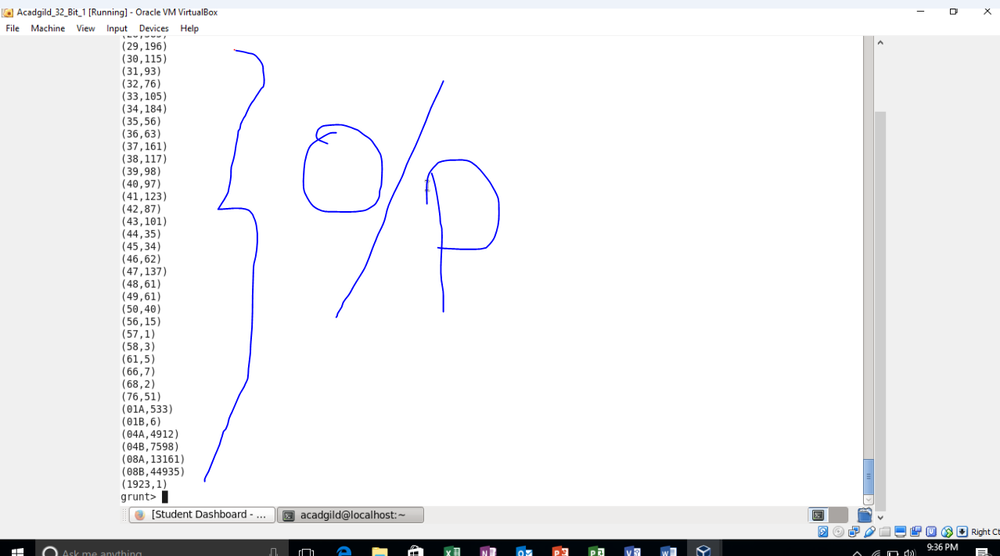 Acadgild_32_Bit_1 [Running] - Oracle VM VirtualBox
File Machine View Input Devices Help
(29,196)
(30,115)
(31,93)
(32,76)
(33,105)
(34,184)
(35,56)
(36,63)
(37,161)
(38,117)
(39,98)
(40,97)
(41,123)
(42,87)
(43,101)
(44,35)
(45,34)
(46,62)
(47,137)
(48,61)
(49,61)
(50,40)
(56,15)
(57,1)
(58,3)
(61,5)
(66,7)
(68,2)
(76,51)
(01A,533)
(01B,6)
(04A,4912)
(04B,7598)
(08A,13161)
(08B,44935)
(1923,1)
grunt>
O/P
[Student Dashboard - ... acadgild@localhost:~
Right Ct
Ask me anything 9:36 PM